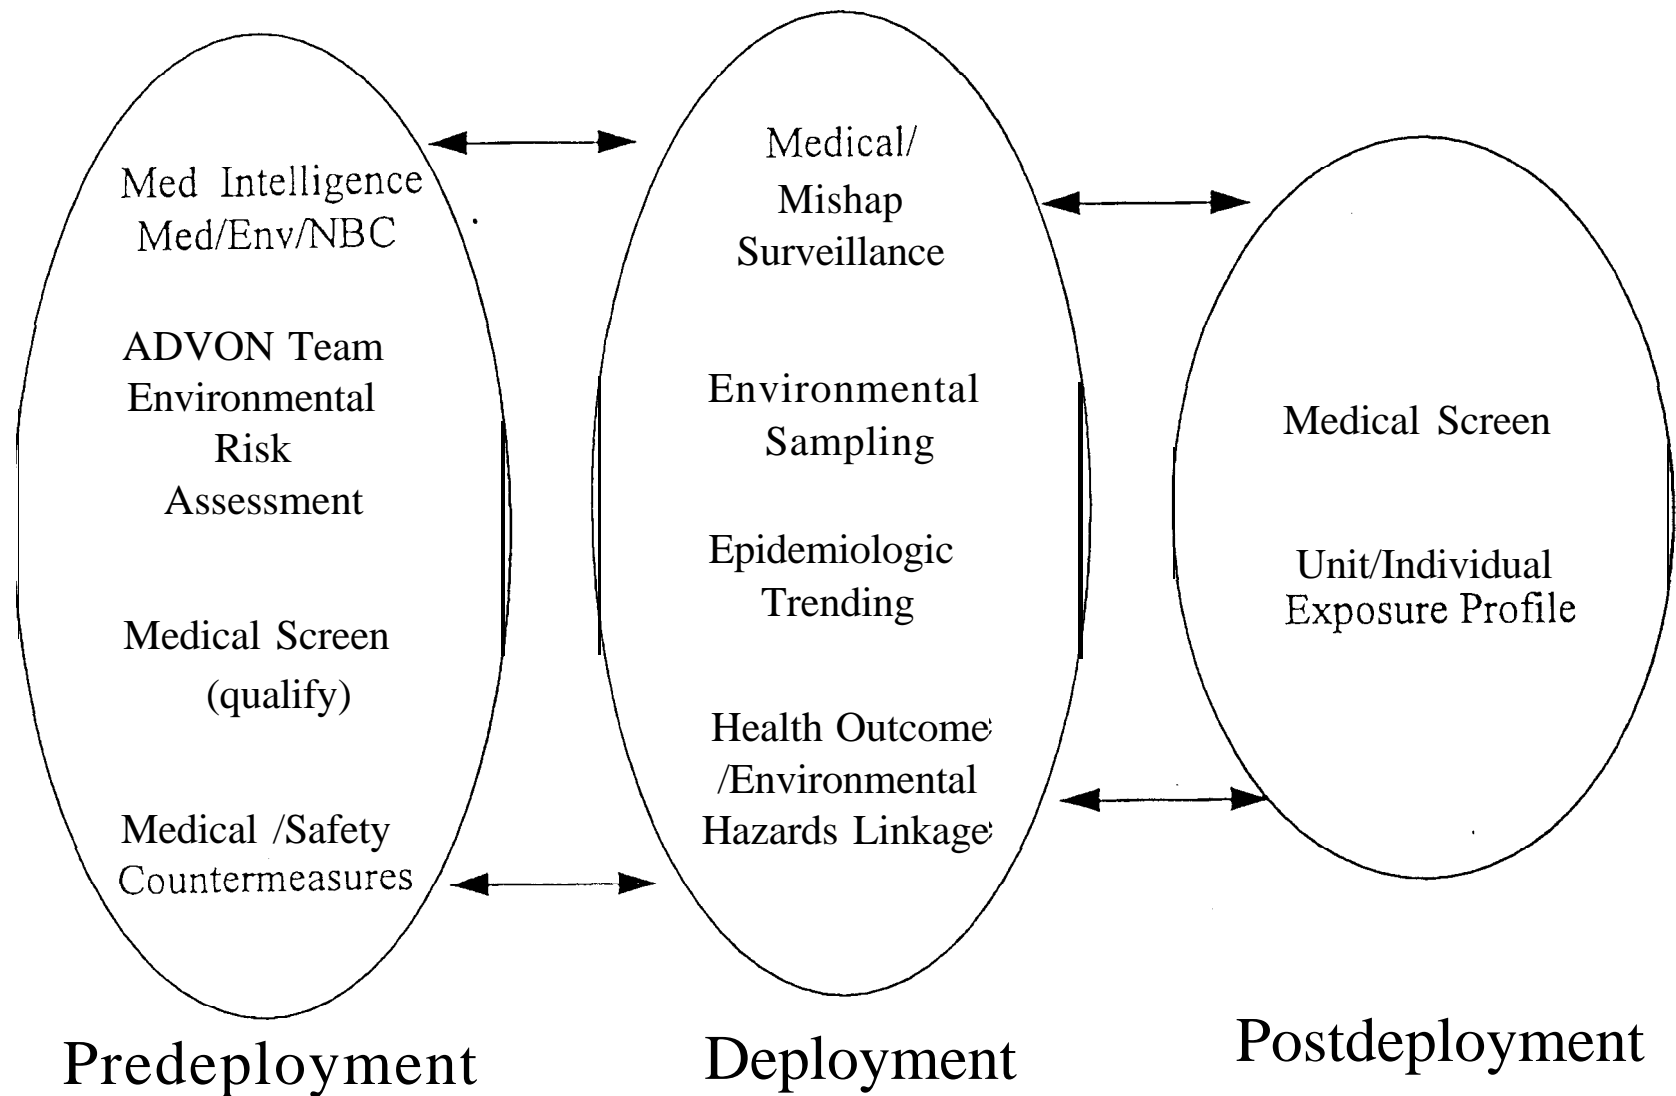 Med Intelligence
Med/Env/NBC
ADVON Team
Environmental
Risk
Assessment
Medical Screen
(qualify)
Medical /Safety
Countermeasures
Predeployment
Medical/
Mishap
Surveillance
Environmental
Sampling
Epidemiologic
Trending
Health Outcome
/Environmental
Hazards Linkage
Deployment
Medical Screen
Unit/Individual
Exposure Profile
Postdeployment